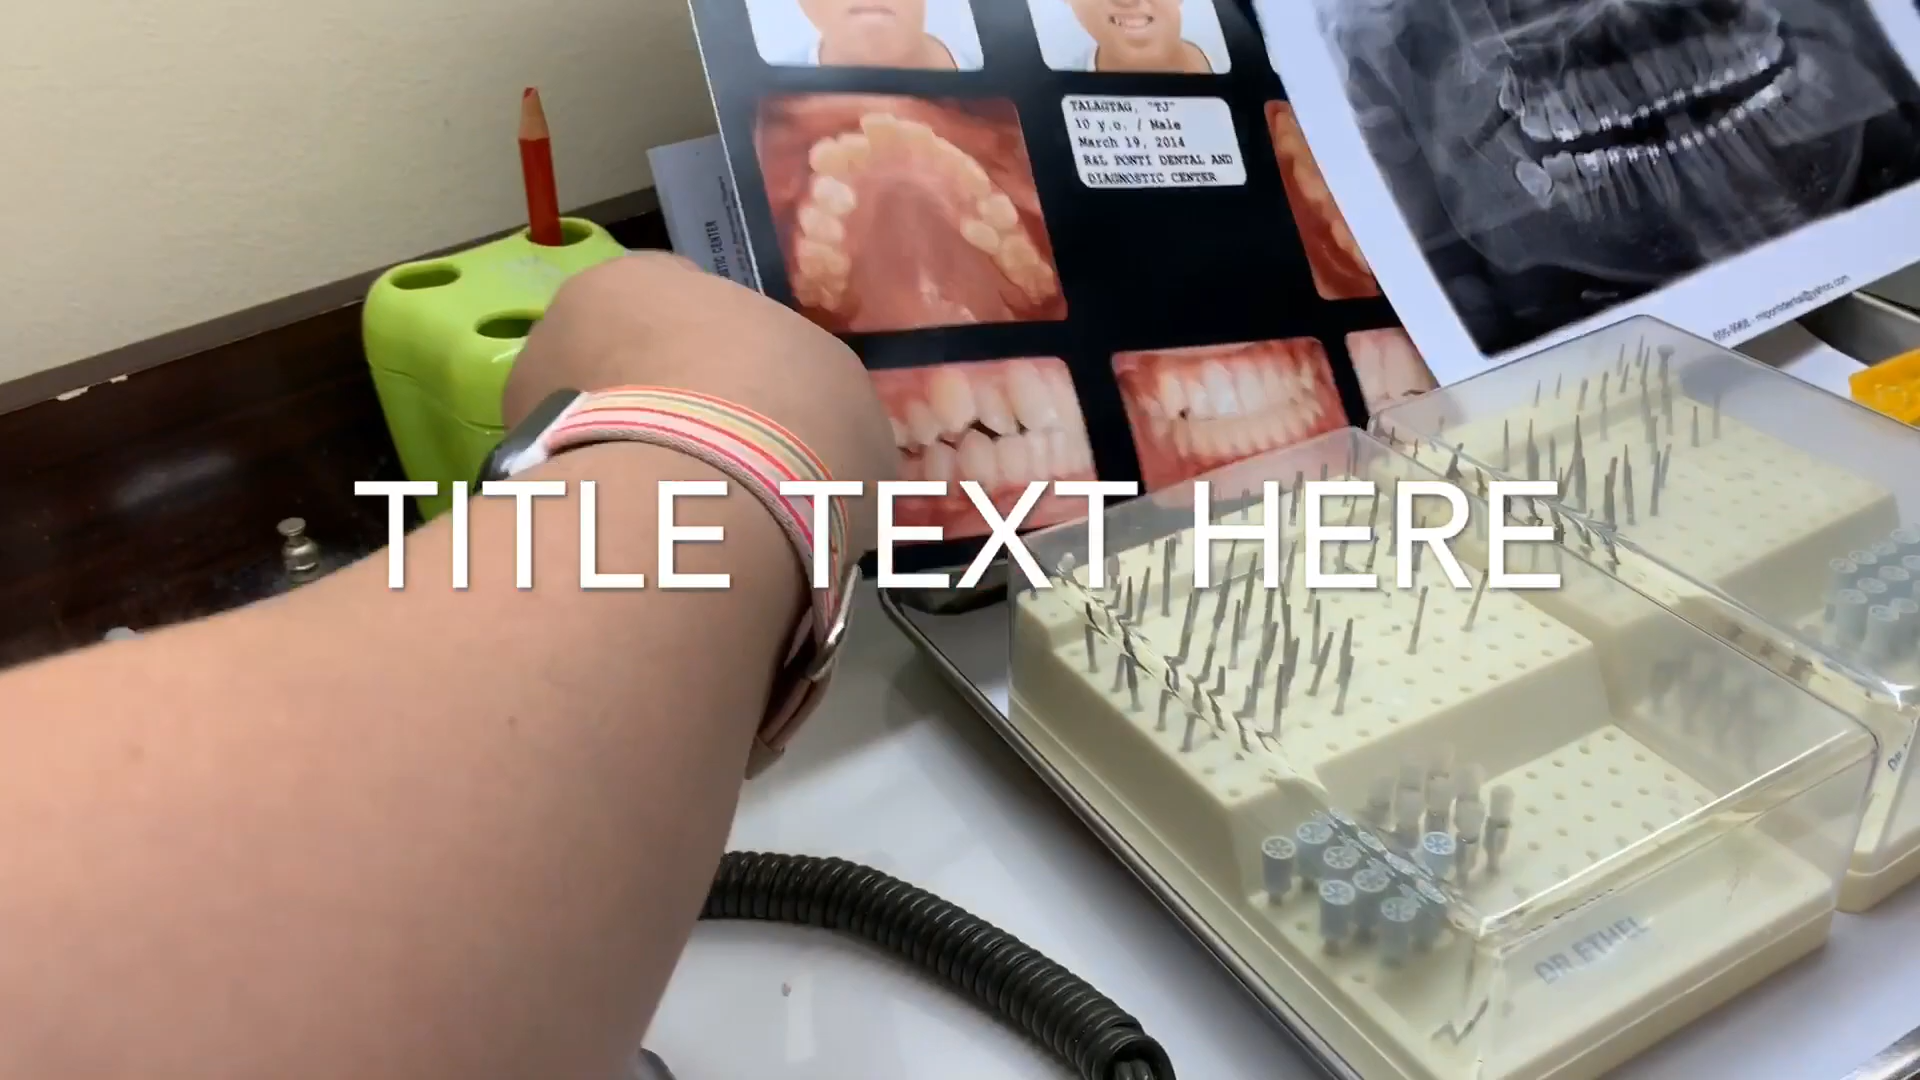 TALAGTAG, "TJ"
10 y.o. / Male
March 19, 2014
R&L PONTI DENTAL AND
DIAGNOSTIC CENTER
TITLE TEXT HERE
DR ETHEL